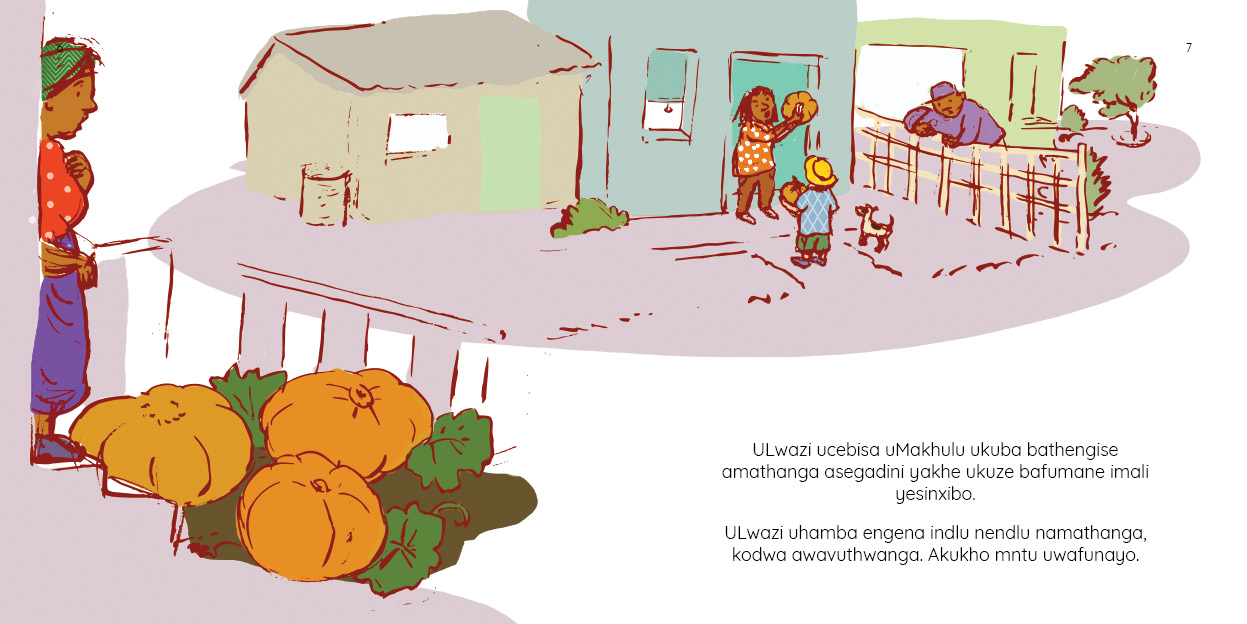 6
7
ULwazi ucebisa uMakhulu ukuba bathengise
amathanga asegadini yakhe ukuze bafumane imali
yesinxibo.
ULwazi uhamba engena indlu nendlu namathanga,
kodwa awavuthwanga. Akukho mntu uwafunayo.